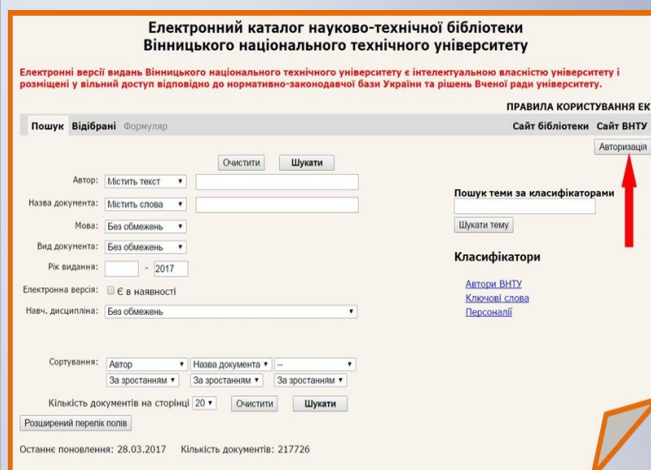 Електронний каталог науково-технічної бібліотеки
Вінницького національного технічного університету
Електронні версії видань Вінницького національного технічного університету є інтелектуальною власністю університету і
розміщені у вільний доступ відповідно до нормативно-законодавчої бази України та рішень Вченої ради університету.
ПРАВИЛА КОРИСТУВАННЯ ЕК
Пошук Відібрані Формуляр Сайт бібліотеки Сайт ВНТУ
Авторизація
Очистити Шукати
Автор: Містить текст
Назва документа: Містить слова
Мова: Без обмежень
Вид документа: Без обмежень
Рік видання: - 2017
Електронна версія: Є в наявності
Навч. дисципліна: Без обмежень
Пошук теми за класифікаторами
Шукати тему
Класифікатори
Автори ВНТУ
Ключові слова
Персоналії
Сортування: Автор Назва документа --
За зростанням За зростанням За зростанням
Кількість документів на сторінці 20 Очистити Шукати
Розширений перелік полів
Останнє поновлення: 28.03.2017 Кількість документів: 217726